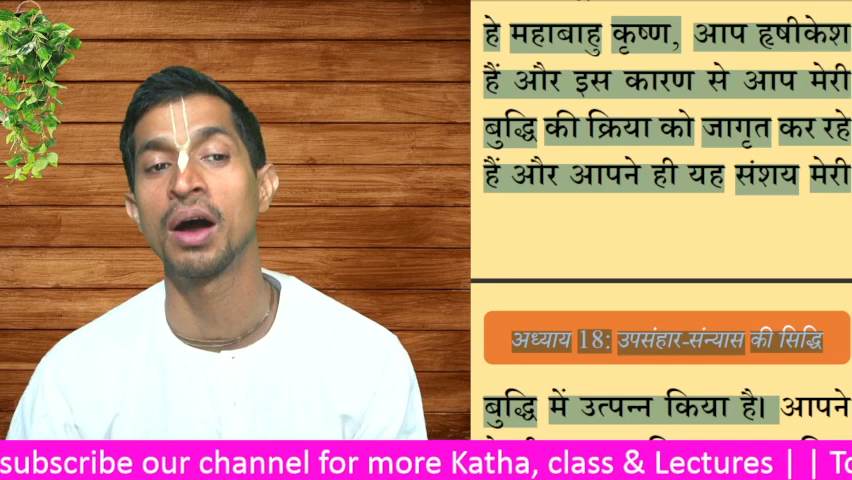 हे महाबाहु कृष्ण, आप हृषीकेश
हैं और इस कारण से आप मेरी
बुद्धि की क्रिया को जागृत कर रहे
हैं और आपने ही यह संशय मेरी
अध्याय 18: उपसंहार-संन्यास की सिद्धि
बुद्धि में उत्पन्न किया है। आपने
subscribe our channel for more Katha, class & Lectures | | To